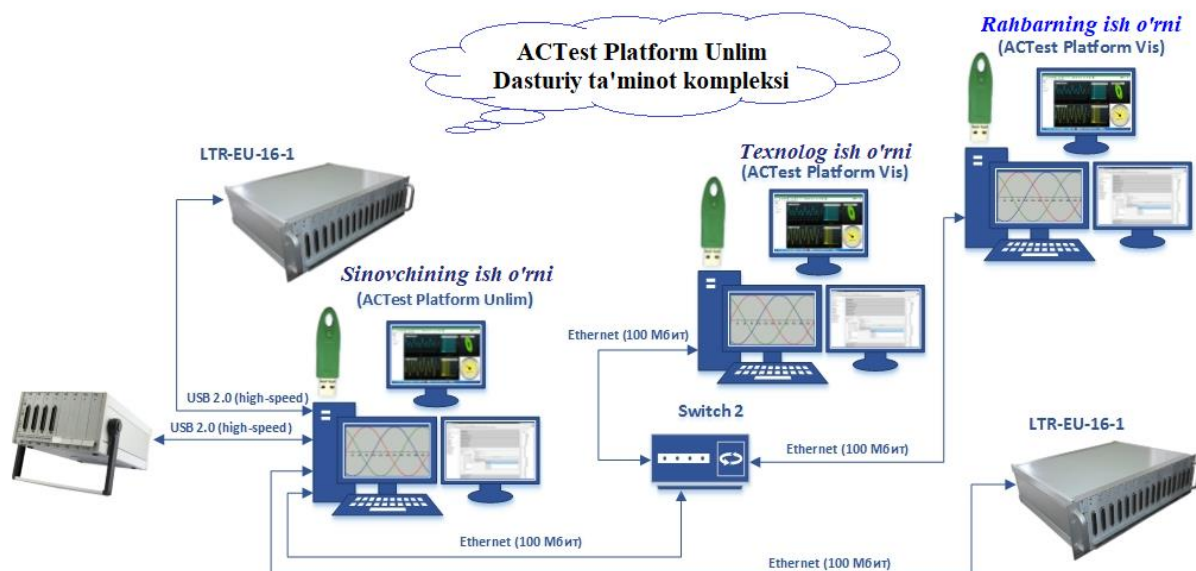 ACTest Platform Unlim
Dasturiy ta'minot kompleksi
Rahbarning ish o'rni
(ACTest Platform Vis)
LTR-EU-16-1
Texnolog ish o'rni
(ACTest Platform Vis)
Sinovchining ish o'rni
(ACTest Platform Unlim)
Ethernet (100 Мбит)
USB 2.0 (high-speed)
USB 2.0 (high-speed)
Switch 2
Ethernet (100 Мбит)
LTR-EU-16-1
Ethernet (100 Мбит)
Ethernet (100 Мбит)